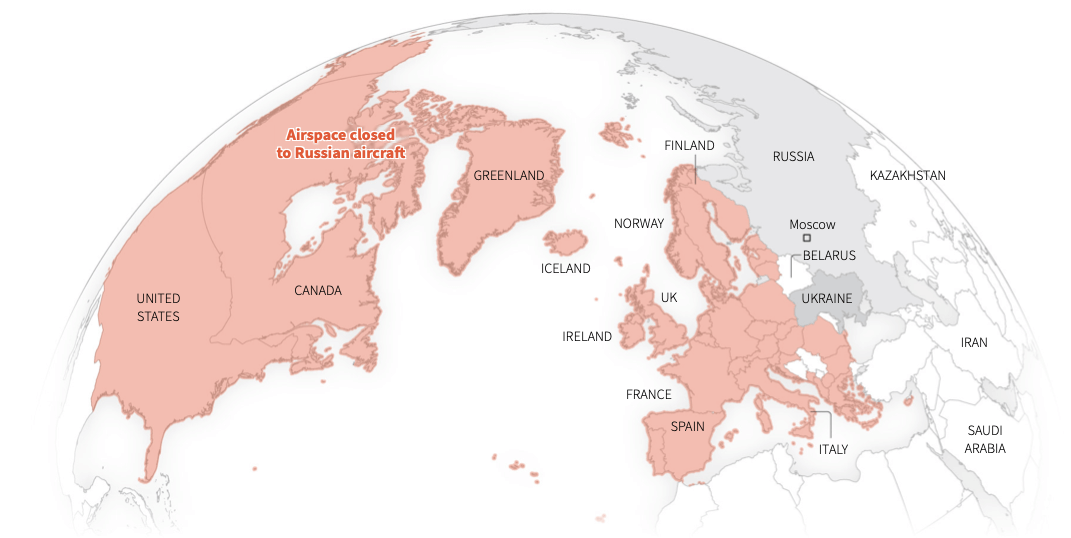 Airspace closed
to Russian aircraft
FINLAND
RUSSIA
GREENLAND
KAZAKHSTAN
NORWAY
Moscow
BELARUS
ICELAND
CANADA
UNITED
STATES
UK
UKRAINE
IRELAND
IRAN
FRANCE
SPAIN
SAUDI
ARABIA
ITALY